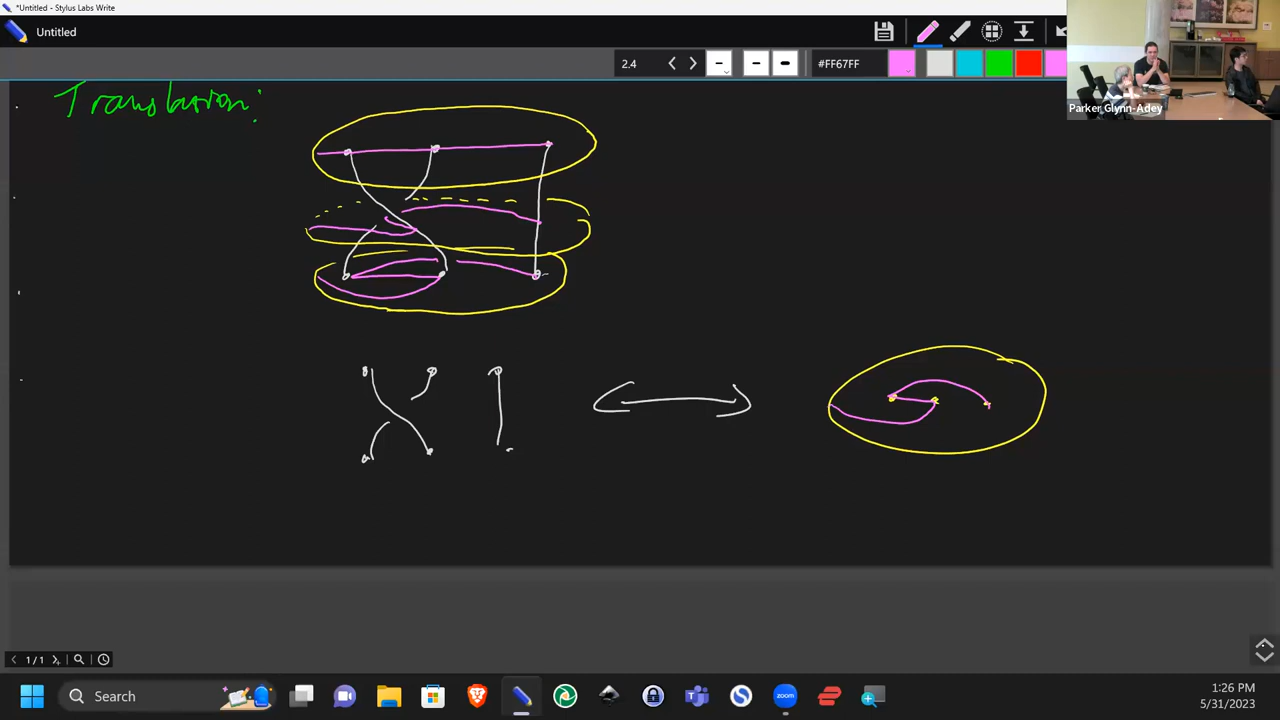 *Untitled - Stylus Labs Write
Untitled
2.4
#FF67FF
Parker Glynn-Adey
Translation:
1/1
Search
zoom
1:26 PM
5/31/2023